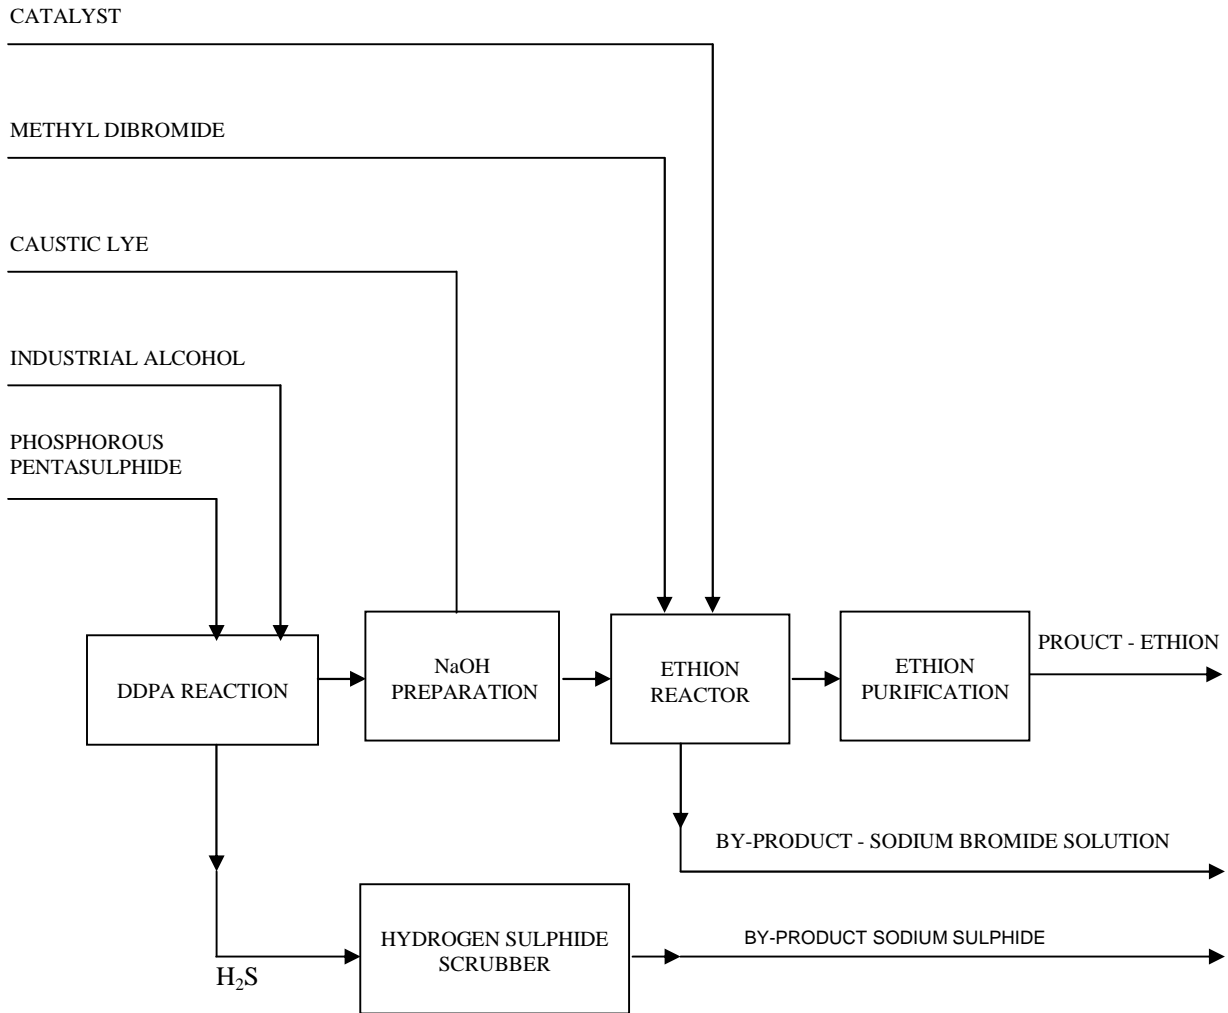 CATALYST
METHYL DIBROMIDE
CAUSTIC LYE
INDUSTRIAL ALCOHOL
PHOSPHOROUS
PENTASULPHIDE
DDPA REACTION
NaOH
PREPARATION
ETHION
REACTOR
ETHION
PURIFICATION
PROUCT - ETHION
BY-PRODUCT - SODIUM BROMIDE SOLUTION
HYDROGEN SULPHIDE
SCRUBBER
BY-PRODUCT SODIUM SULPHIDE
H₂S